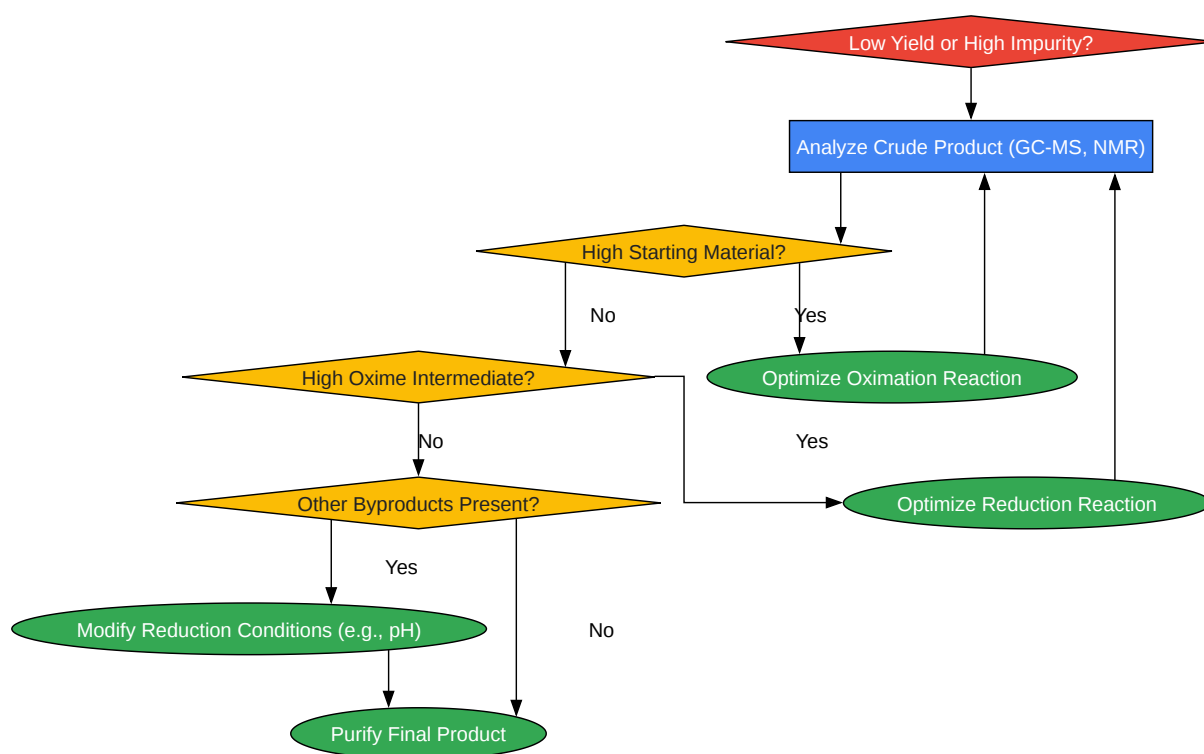 Low Yield or High Impurity?
Analyze Crude Product (GC-MS, NMR)
High Starting Material?
No
Yes
High Oxime Intermediate?
Optimize Oximation Reaction
No
Yes
Other Byproducts Present?
Optimize Reduction Reaction
Yes
Modify Reduction Conditions (e.g., pH)
No
Purify Final Product